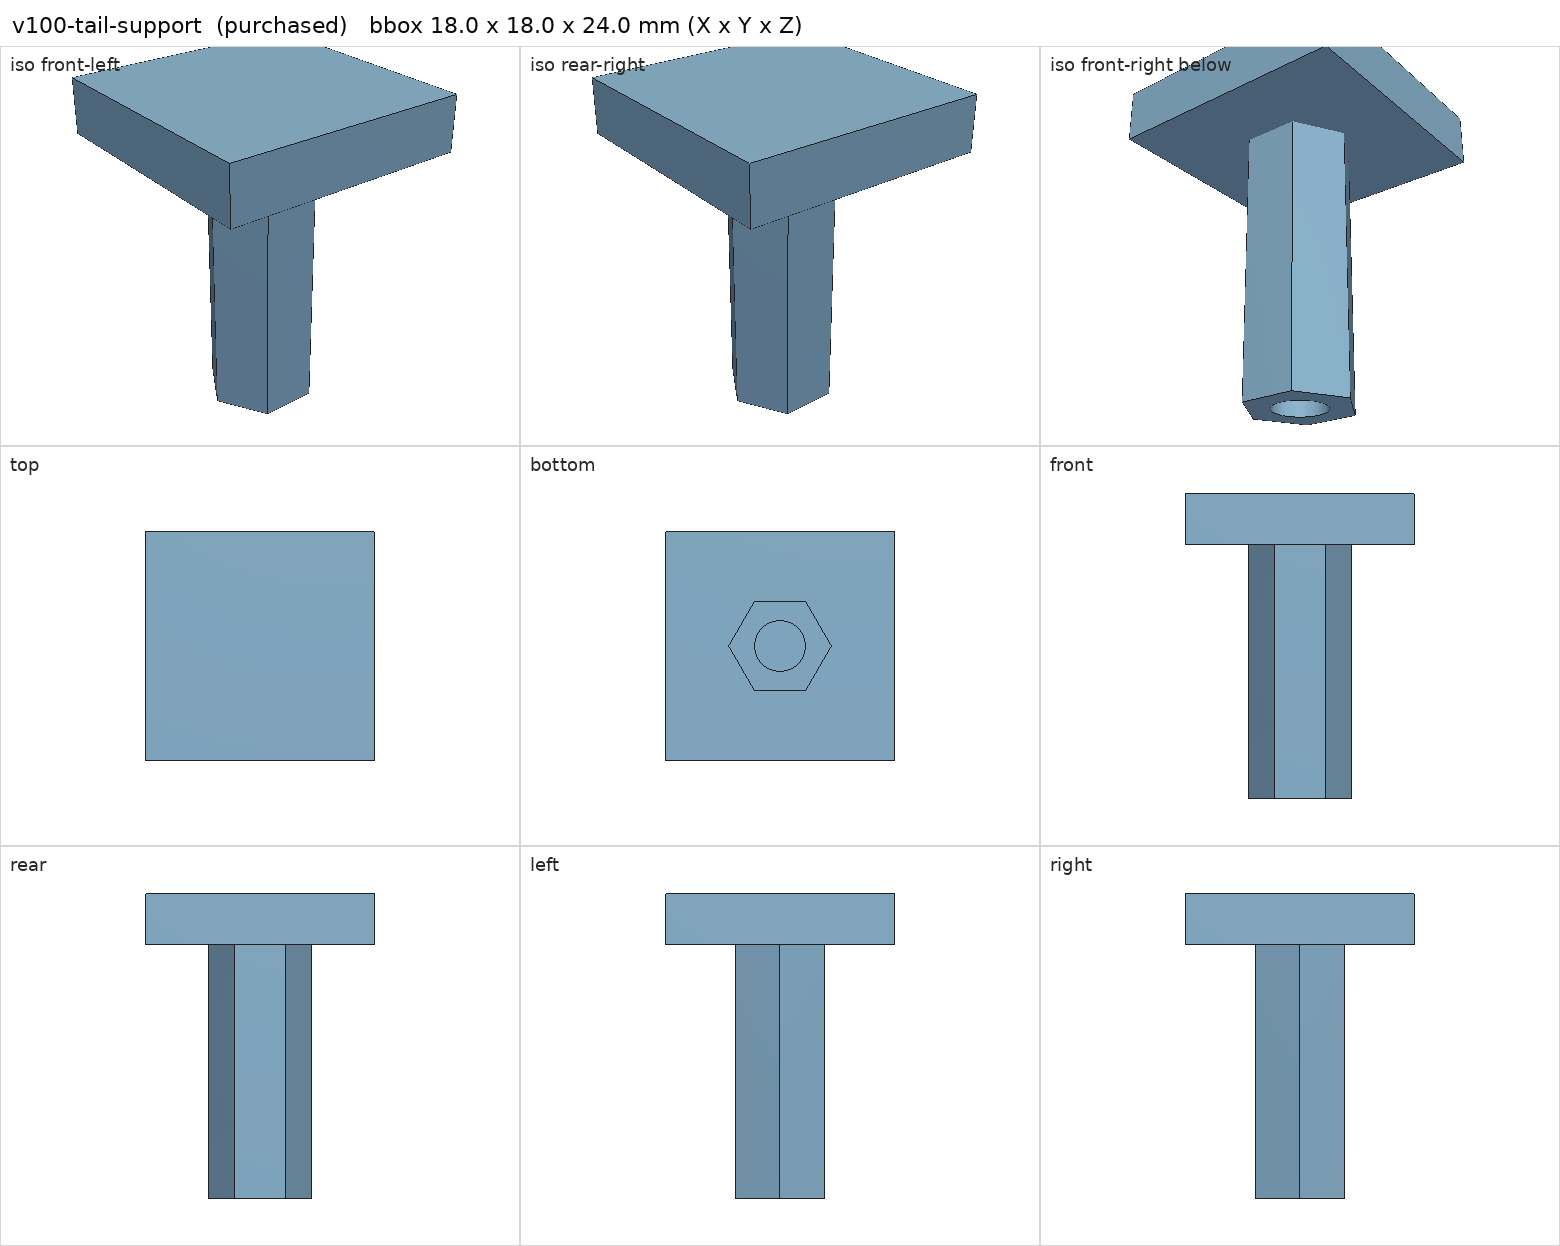 v100-tail-support (purchased) bbox 18.0 x 18.0 x 24.0 mm (X x Y x Z)
iso front-left
iso rear-right
iso front-right below
top
bottom
front
rear
left
right